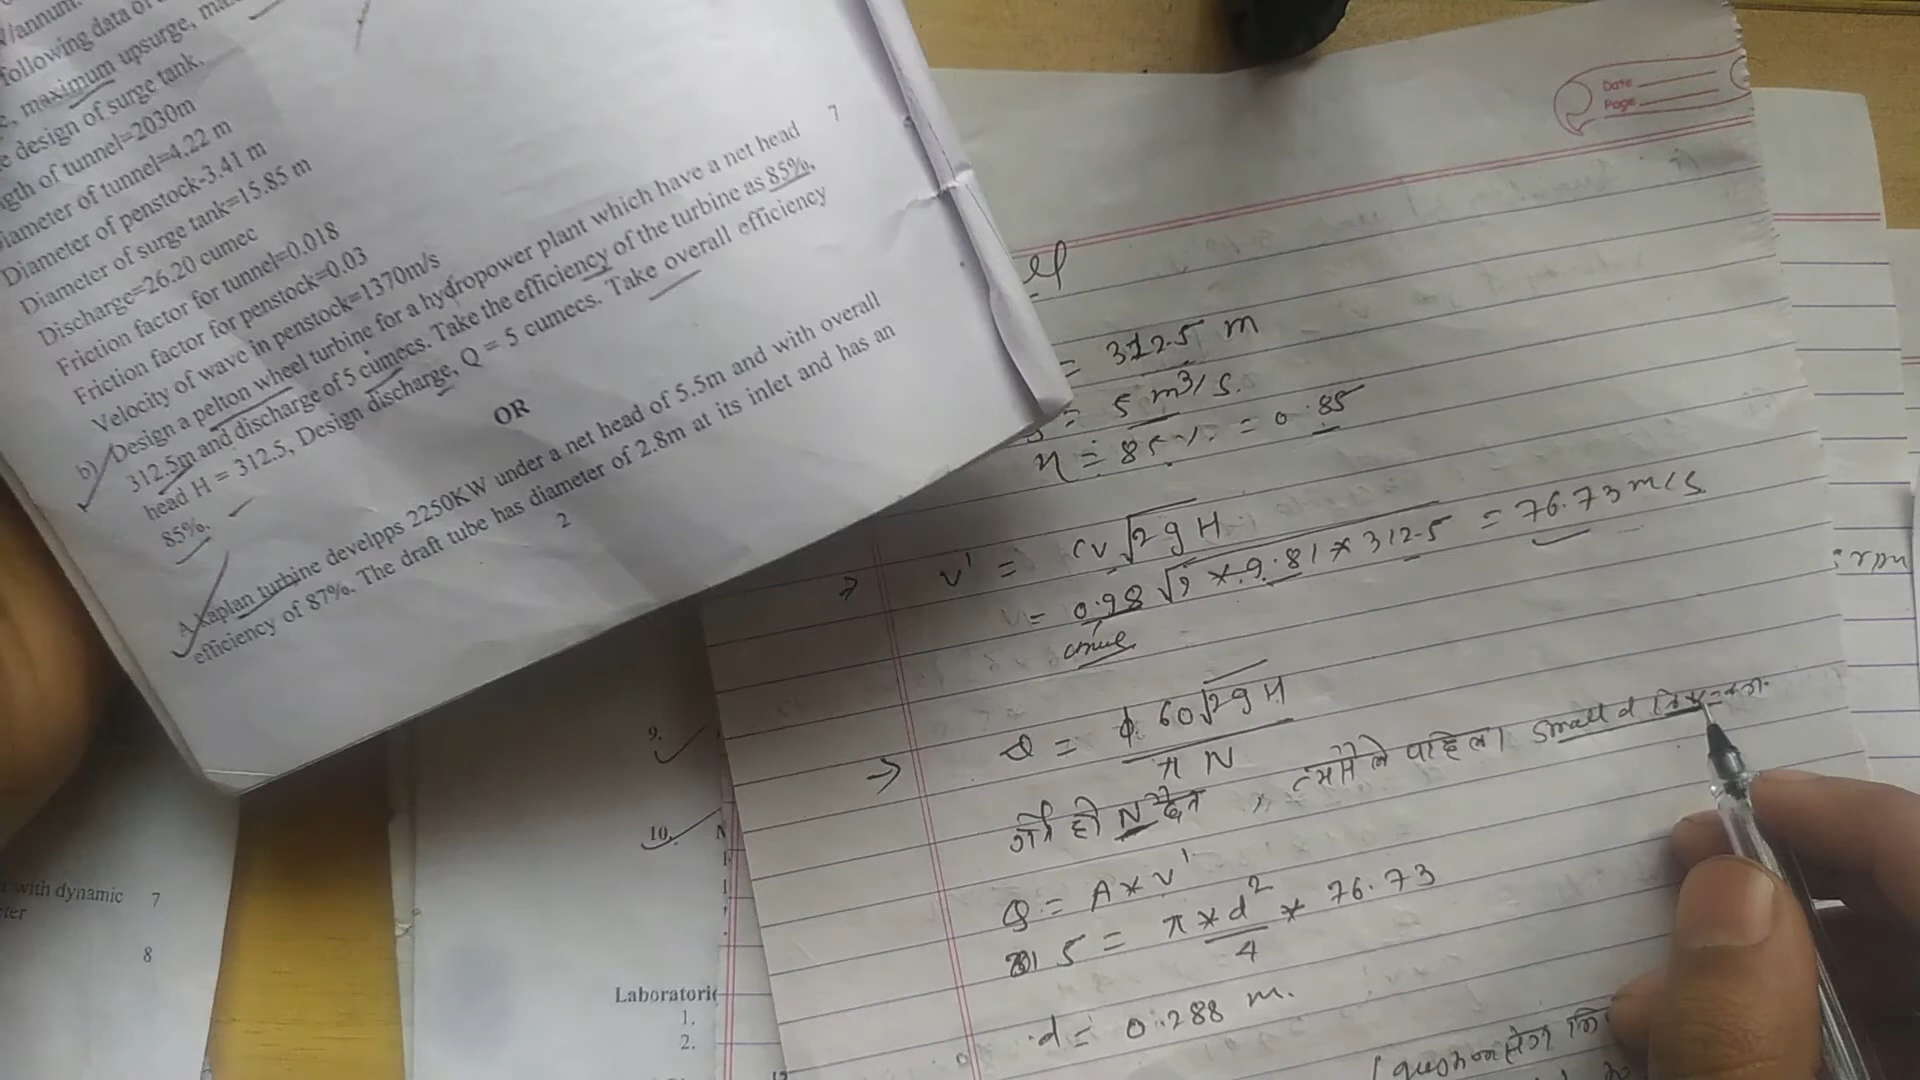 /annum.
following data of
, maximum upsurge,
e design of surge tank.
gth of tunnel=2030m
iameter of tunnel=4.22 m
Diameter of penstock-3.41 m
Diameter of surge tank=15.85 m
Discharge=26.20 cumec
Friction factor for tunnel=0.018
Friction factor for penstock=0.03
Velocity of wave in penstock=1370m/s
b) Design a pelton wheel turbine for a hydropower plant which have a net head 7
312.5m and discharge of 5 cumecs. Take the efficiency of the turbine as 85%,
head H = 312.5, Design discharge, Q = 5 cumecs. Take overall efficiency
85%.
OR
A Kaplan turbine develpps 2250KW under a net head of 5.5m and with overall
efficiency of 87%. The draft tube has diameter of 2.8m at its inlet and has an
2
Date
Page
= 312.5 m
= 5 m³/s.
η = 85 % = 0.85
→ v' = cv √2gH
= 0.98 √2*9.81*312.5 = 76.73 m/s
→ D = ϕ 60√2gH
π N
N , पहिला small d
Q = A * v'
5 = π * d² * 76.73
4
d = 0.288 m.
rpm
9.
10.
with dynamic 7
ter
8
Laboratori
1.
2.